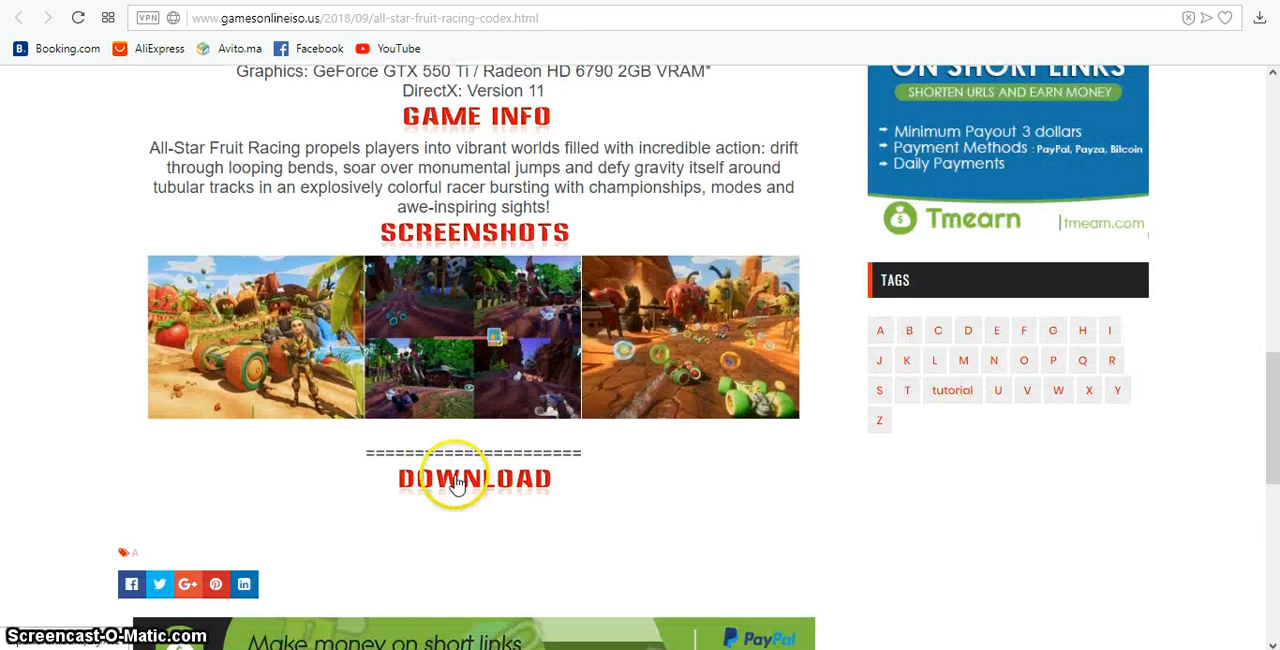 VPN
www.gamesonlineiso.us/2018/09/all-star-fruit-racing-codex.html
B. Booking.com AliExpress Avito.ma Facebook YouTube
Graphics: GeForce GTX 550 Ti / Radeon HD 6790 2GB VRAM*
DirectX: Version 11
GAME INFO
All-Star Fruit Racing propels players into vibrant worlds filled with incredible action: drift
through looping bends, soar over monumental jumps and defy gravity itself around
tubular tracks in an explosively colorful racer bursting with championships, modes and
awe-inspiring sights!
SCREENSHOTS
======================
DOWNLOAD
A
Make money on short links
PayPal
Screencast-O-Matic.com
ON SHORT LINKS
SHORTEN URLS AND EARN MONEY
Minimum Payout 3 dollars
Payment Methods : PayPal, Payza, Bitcoin
Daily Payments
Tmearn
tmearn.com
TAGS
A B C D E F G H I
J K L M N O P Q R
S T tutorial U V W X Y
Z